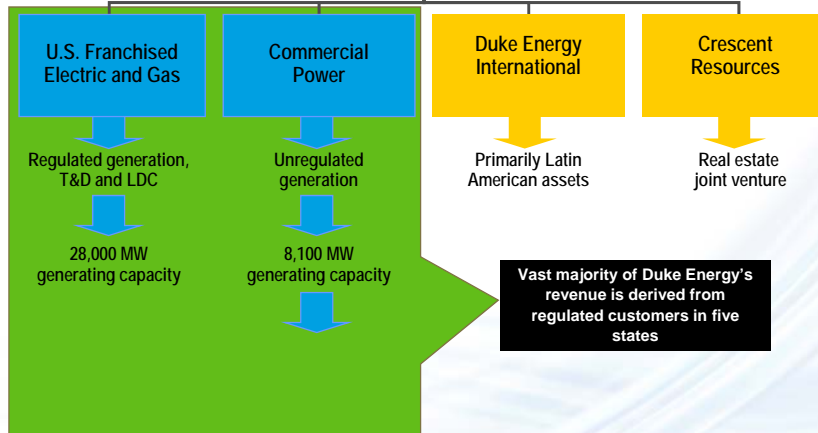 U.S. Franchised
Electric and Gas
Commercial
Power
Duke Energy
International
Crescent
Resources
Regulated generation,
T&D and LDC
Unregulated
generation
Primarily Latin
American assets
Real estate
joint venture
28,000 MW
generating capacity
8,100 MW
generating capacity
Vast majority of Duke Energy's
revenue is derived from
regulated customers in five
states